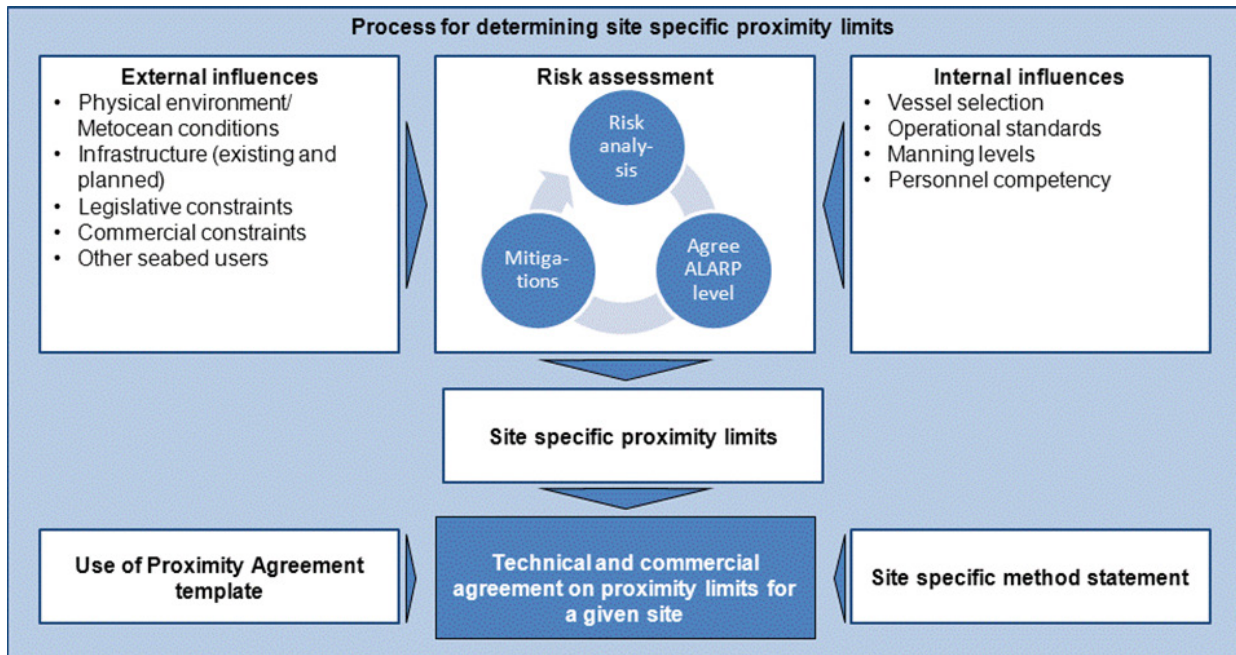 Process for determining site specific proximity limits
External influences
• Physical environment/
Metocean conditions
• Infrastructure (existing and
planned)
• Legislative constraints
• Commercial constraints
• Other seabed users
Risk assessment
Risk
analy-
sis
Mitiga-
tions
Agree
ALARP
level
Internal influences
• Vessel selection
• Operational standards
• Manning levels
• Personnel competency
Site specific proximity limits
Use of Proximity Agreement
template
Technical and commercial
agreement on proximity limits for
a given site
Site specific method statement